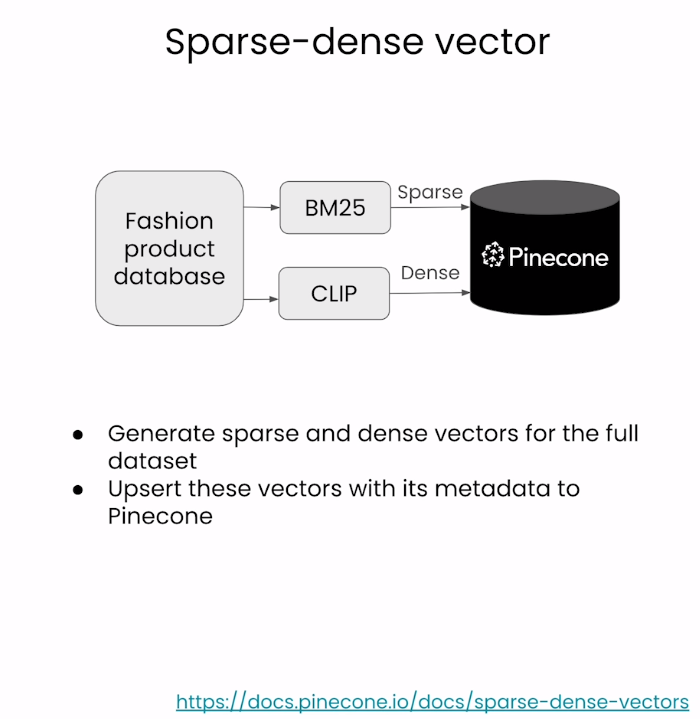 Sparse-dense vector
Fashion
product
database
BM25
Sparse
CLIP
Dense
Pinecone
● Generate sparse and dense vectors for the full
dataset
● Upsert these vectors with its metadata to
Pinecone
https://docs.pinecone.io/docs/sparse-dense-vectors